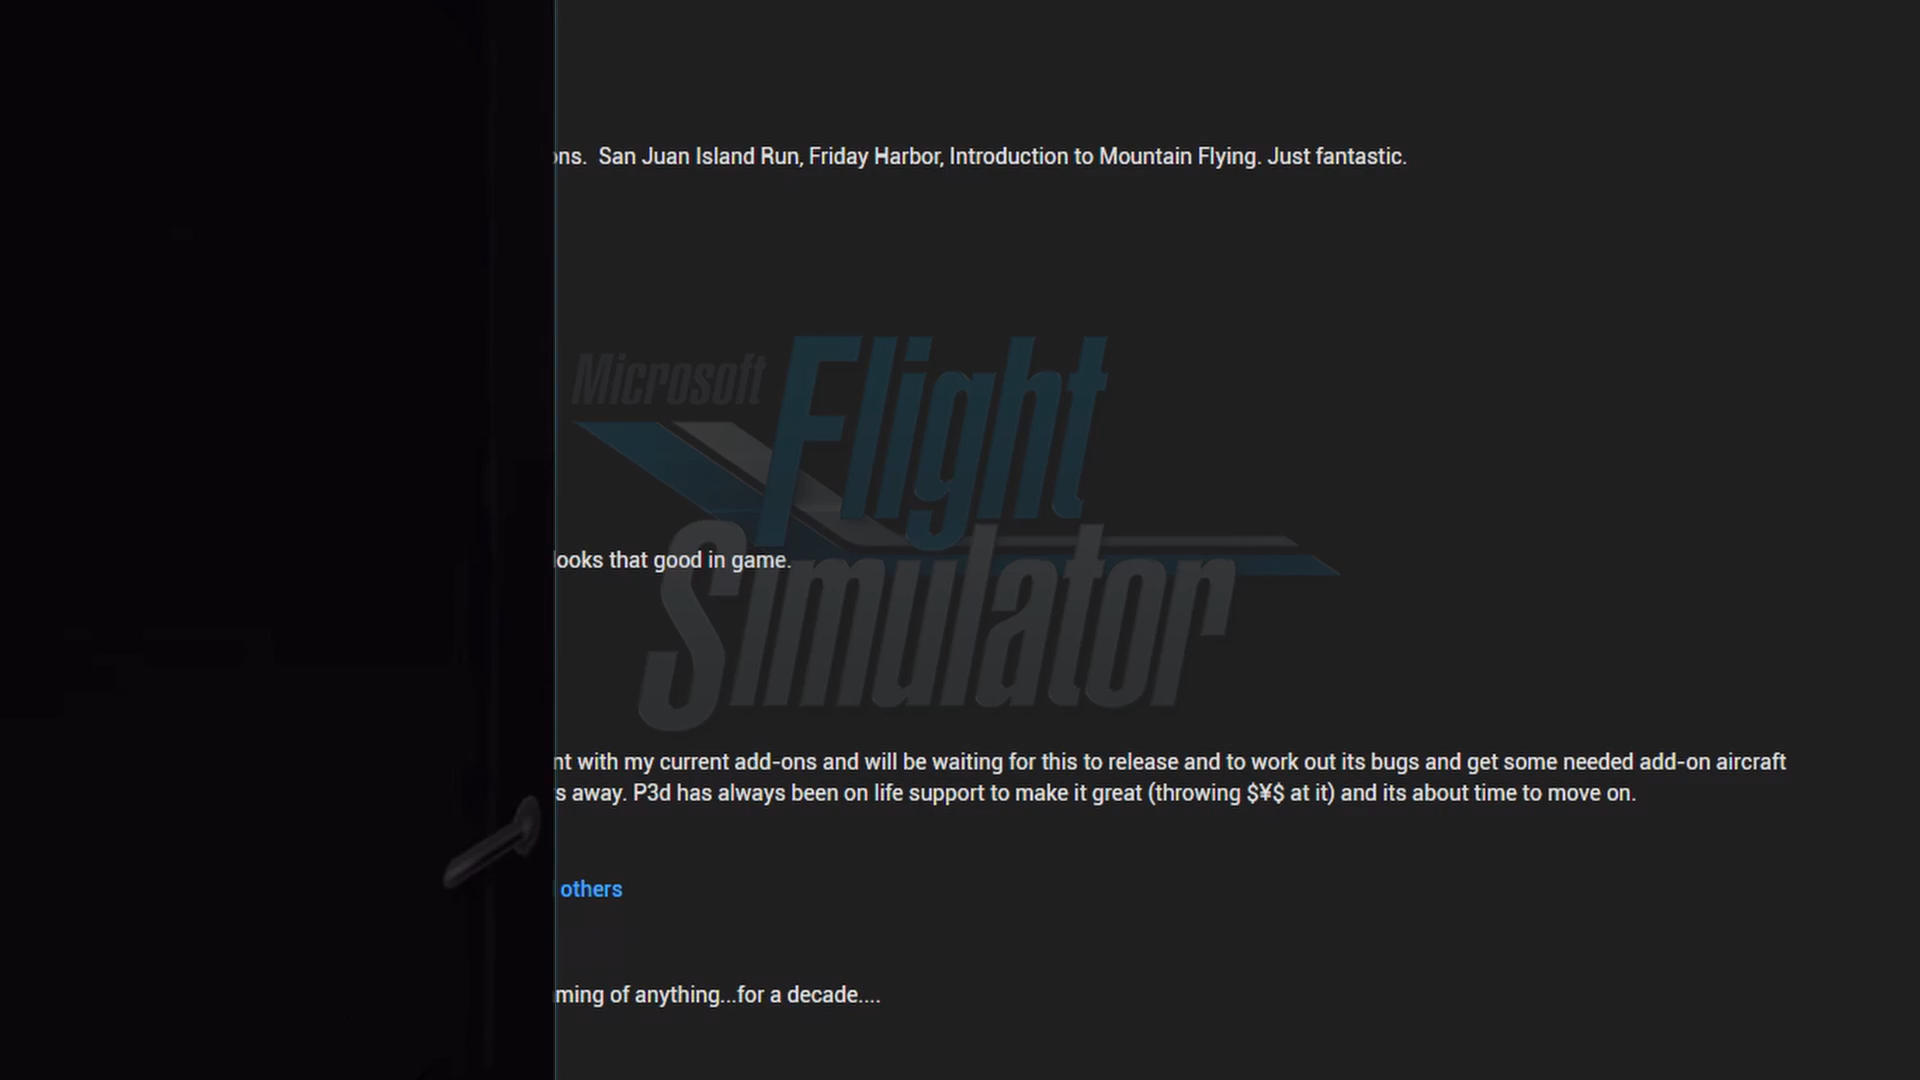 ons.  San Juan Island Run, Friday Harbor, Introduction to Mountain Flying. Just fantastic.
Microsoft
Flight
Simulator
looks that good in game.
nt with my current add-ons and will be waiting for this to release and to work out its bugs and get some needed add-on aircraft
s away. P3d has always been on life support to make it great (throwing $¥$ at it) and its about time to move on.
others
ming of anything...for a decade....